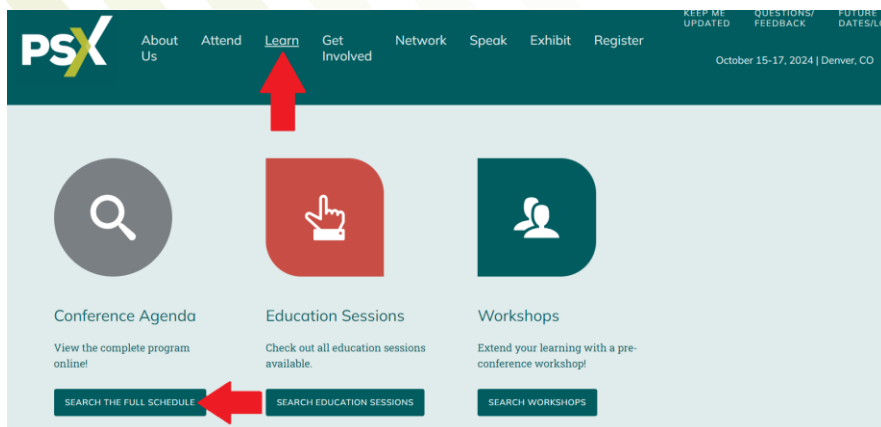 KEEP ME UPDATED
QUESTIONS/ FEEDBACK
FUTURE
PSX
About Us
Attend
Learn
Get Involved
Network
Speak
Exhibit
Register
October 15-17, 2024 | Denver, CO
Conference Agenda
View the complete program
online!
SEARCH THE FULL SCHEDULE
Education Sessions
Check out all education sessions
available.
SEARCH EDUCATION SESSIONS
Workshops
Extend your learning with a pre-
conference workshop!
SEARCH WORKSHOPS